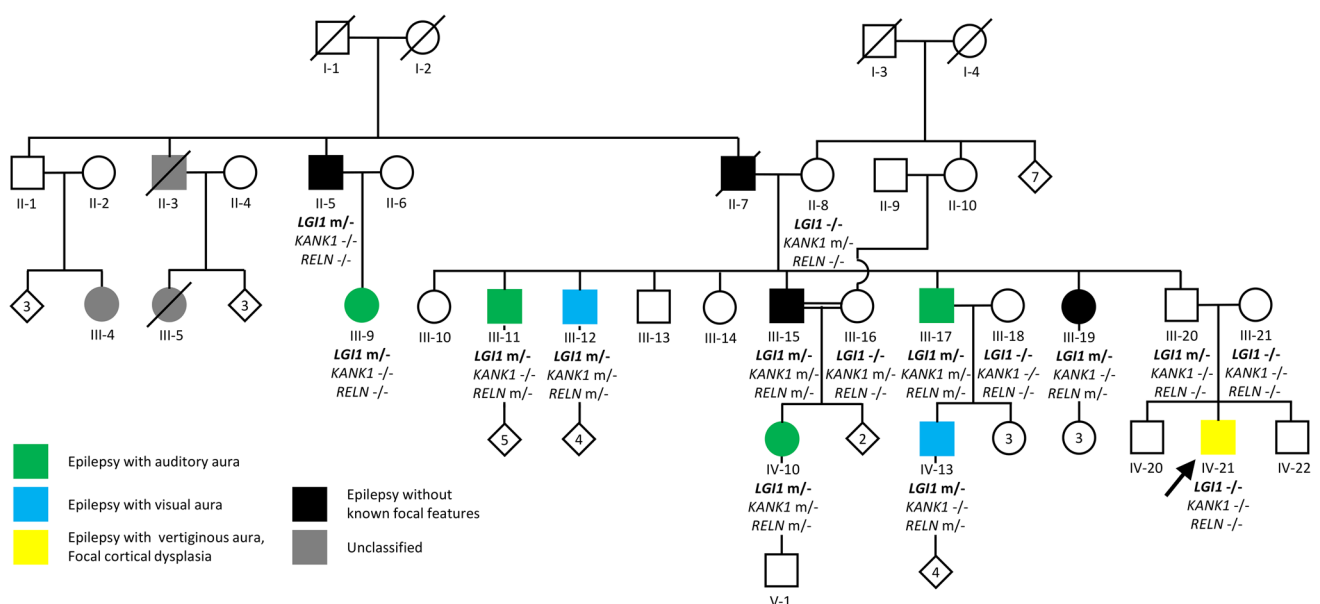 I-1
I-2
I-3
I-4
7
II-1
II-2
II-3
II-4
II-5
II-6
II-7
II-8
II-9
II-10
LGI1 m/-
KANK1 -/-
RELN -/-
LGI1 -/-
KANK1 m/-
RELN -/-
3
III-4
III-5
3
III-9
LGI1 m/-
KANK1 -/-
RELN -/-
III-10
III-11
LGI1 m/-
KANK1 -/-
RELN m/-
5
III-12
LGI1 m/-
KANK1 m/-
RELN m/-
4
III-13
III-14
III-15
LGI1 m/-
KANK1 m/-
RELN m/-
III-16
LGI1 -/-
KANK1 m/-
RELN -/-
III-17
LGI1 m/-
KANK1 m/-
RELN m/-
III-18
LGI1 -/-
KANK1 -/-
RELN -/-
III-19
LGI1 m/-
KANK1 -/-
RELN m/-
III-20
LGI1 m/-
KANK1 -/-
RELN -/-
III-21
LGI1 -/-
KANK1 -/-
RELN -/-
2
3
3
IV-10
LGI1 m/-
KANK1 m/-
RELN m/-
IV-13
LGI1 m/-
KANK1 -/-
RELN m/-
4
IV-20
IV-21
LGI1 -/-
KANK1 -/-
RELN -/-
IV-22
V-1
Epilepsy with auditory aura
Epilepsy with visual aura
Epilepsy with vertiginous aura,
Focal cortical dysplasia
Epilepsy without
known focal features
Unclassified